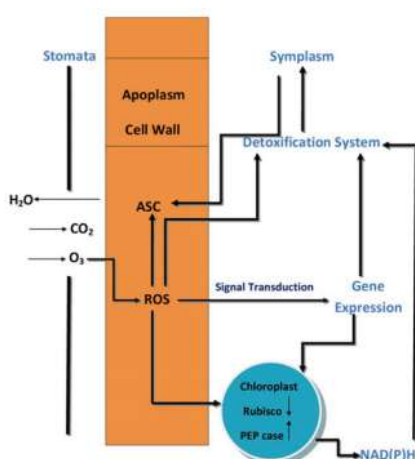 Stomata
Symplasm
Apoplasm
Cell Wall
Detoxification System
H₂O
ASC
CO₂
O₃
ROS
Signal Transduction
Gene
Expression
Chloroplast
Rubisco
PEP case
NAD(P)H